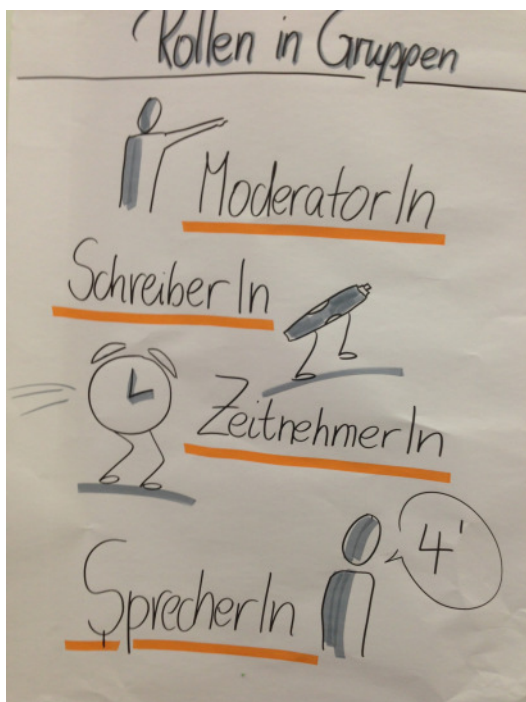 Rollen in Gruppen
ModeratorIn
SchreiberIn
ZeitnehmerIn
4'
SprecherIn